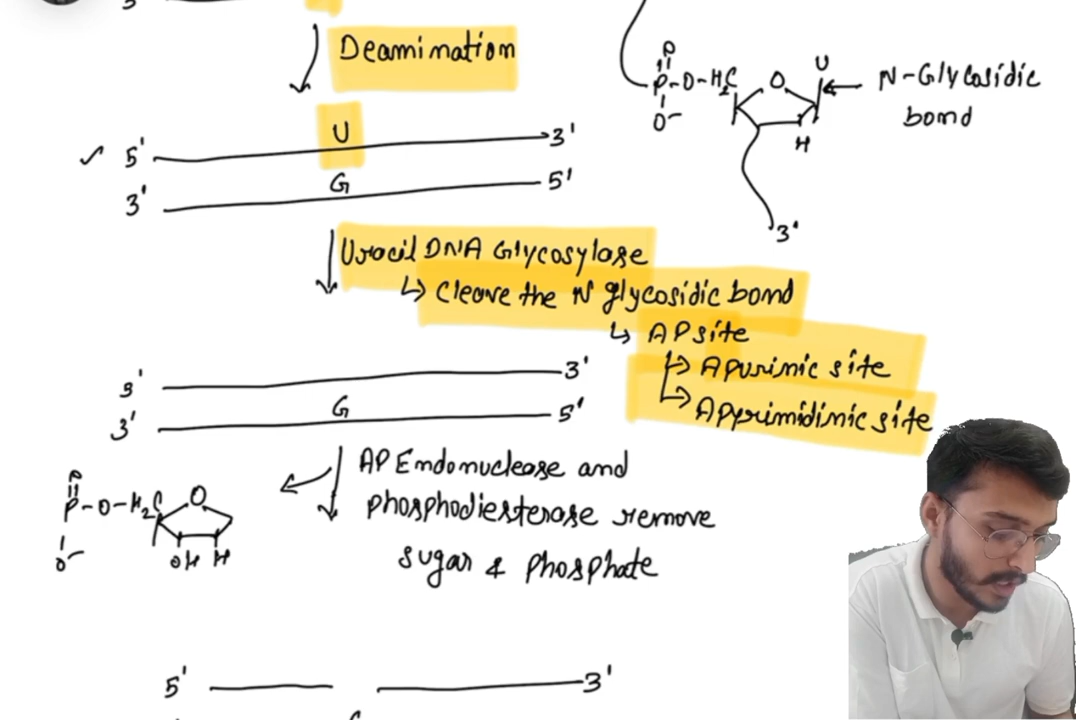 Deamination
P
P-O-H2C O U N-Glycosidic bond
O-
H
3'
U
5' 3'
G
3' 5'
Uracil DNA Glycosylase
↳ Cleave the N glycosidic bond
↳ AP site
↳ Apurinic site
↳ Apyrimidinic site
3' 3'
G
3' 5'
AP Endonuclease and
phosphodiesterase remove
sugar & phosphate
P
P-O-H2C O
O-
OH H
5' 3'